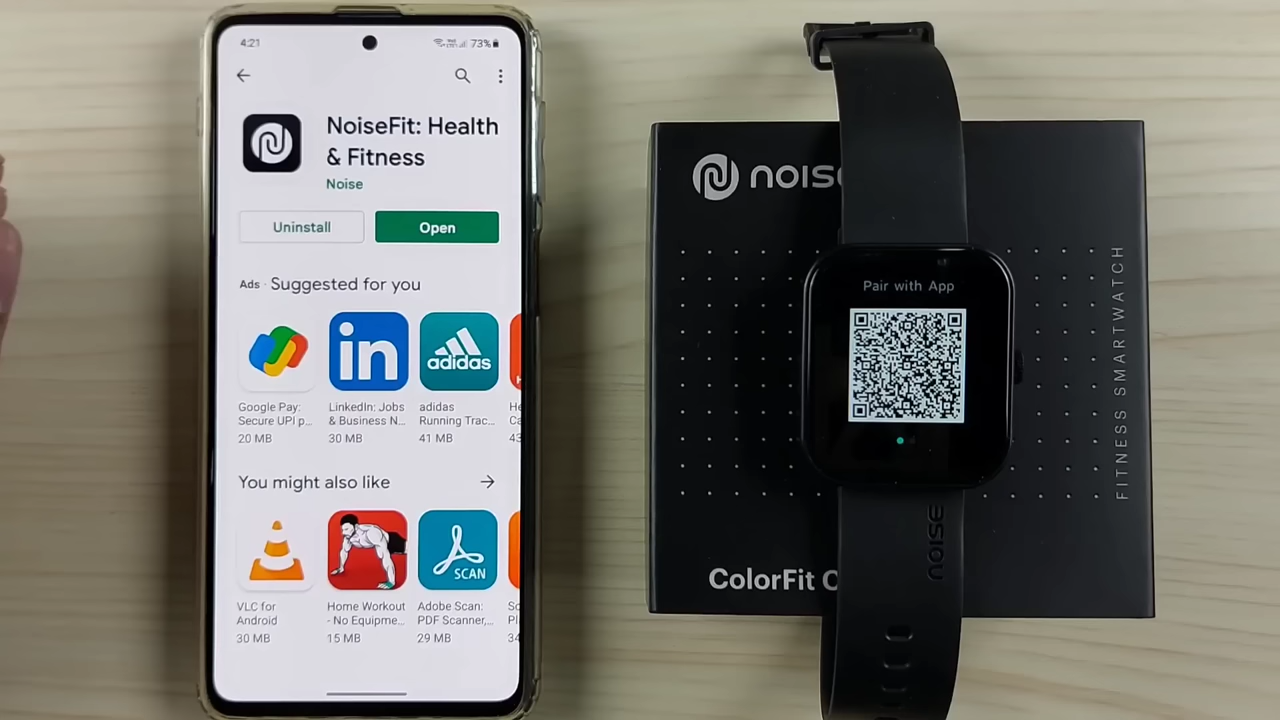 4:21
73%
NoiseFit: Health
& Fitness
Noise
Uninstall
Open
Ads · Suggested for you
Google Pay:
Secure UPI p...
20 MB
in
LinkedIn: Jobs
& Business N...
30 MB
adidas
adidas
Running Trac...
41 MB
You might also like
VLC for
Android
30 MB
Home Workout
- No Equipme...
15 MB
SCAN
Adobe Scan:
PDF Scanner,...
29 MB
NOISE
Pair with App
FITNESS SMARTWATCH
NOISE
ColorFit